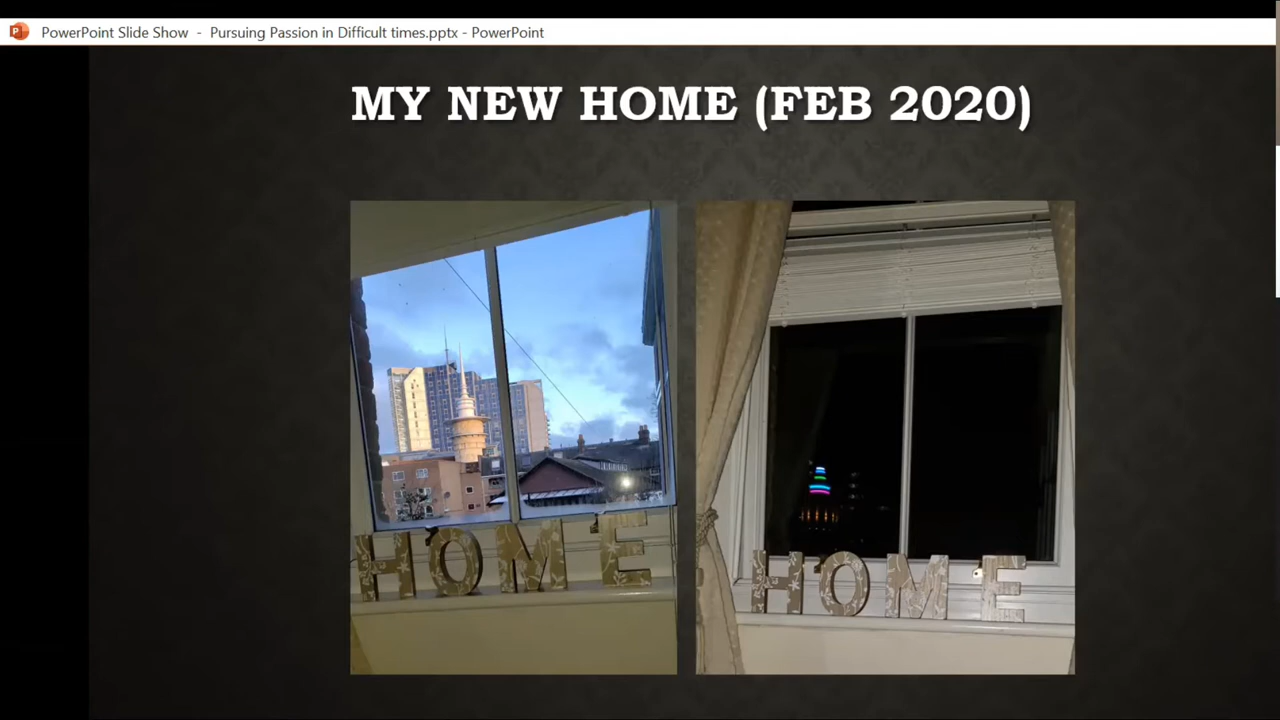 PowerPoint Slide Show - Pursuing Passion in Difficult times.pptx - PowerPoint
MY NEW HOME (FEB 2020)
HOME
HOME